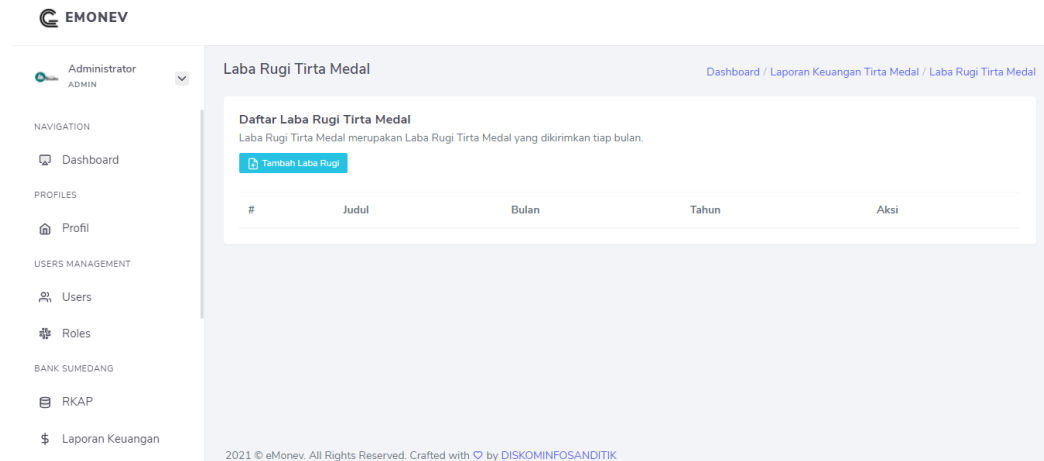 EMONEV
Administrator
ADMIN
NAVIGATION
Dashboard
PROFILES
Profil
USERS MANAGEMENT
Users
Roles
BANK SUMEDANG
RKAP
Laporan Keuangan
Laba Rugi Tirta Medal
Dashboard / Laporan Keuangan Tirta Medal / Laba Rugi Tirta Medal
Daftar Laba Rugi Tirta Medal
Laba Rugi Tirta Medal merupakan Laba Rugi Tirta Medal yang dikirimkan tiap bulan.
Tambah Laba Rugi
# Judul Bulan Tahun Aksi
2021 © eMonev. All Rights Reserved. Crafted with ♡ by DISKOMINFOSANDITIK